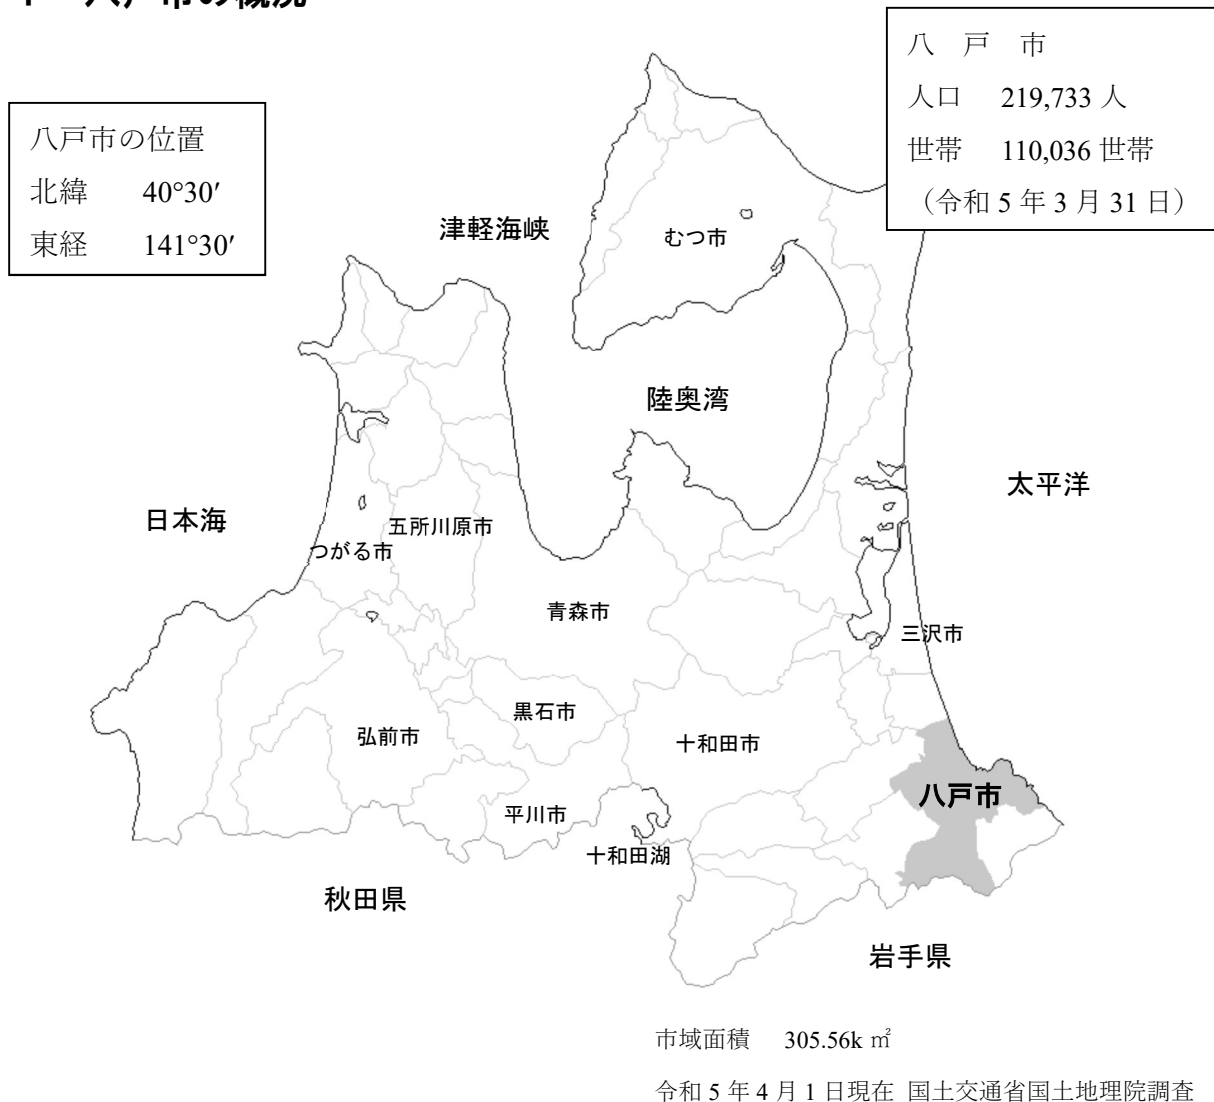 八戸市の概況
八 戸 市
人口 219,733 人
世帯 110,036 世帯
（令和 5 年 3 月 31 日）
八戸市の位置
北緯 40°30′
東経 141°30′
津軽海峡
むつ市
陸奥湾
太平洋
日本海
五所川原市
つがる市
青森市
三沢市
黒石市
弘前市
十和田市
八戸市
平川市
十和田湖
秋田県
岩手県
市域面積 305.56k ㎡
令和 5 年 4 月 1 日現在 国土交通省国土地理院調査